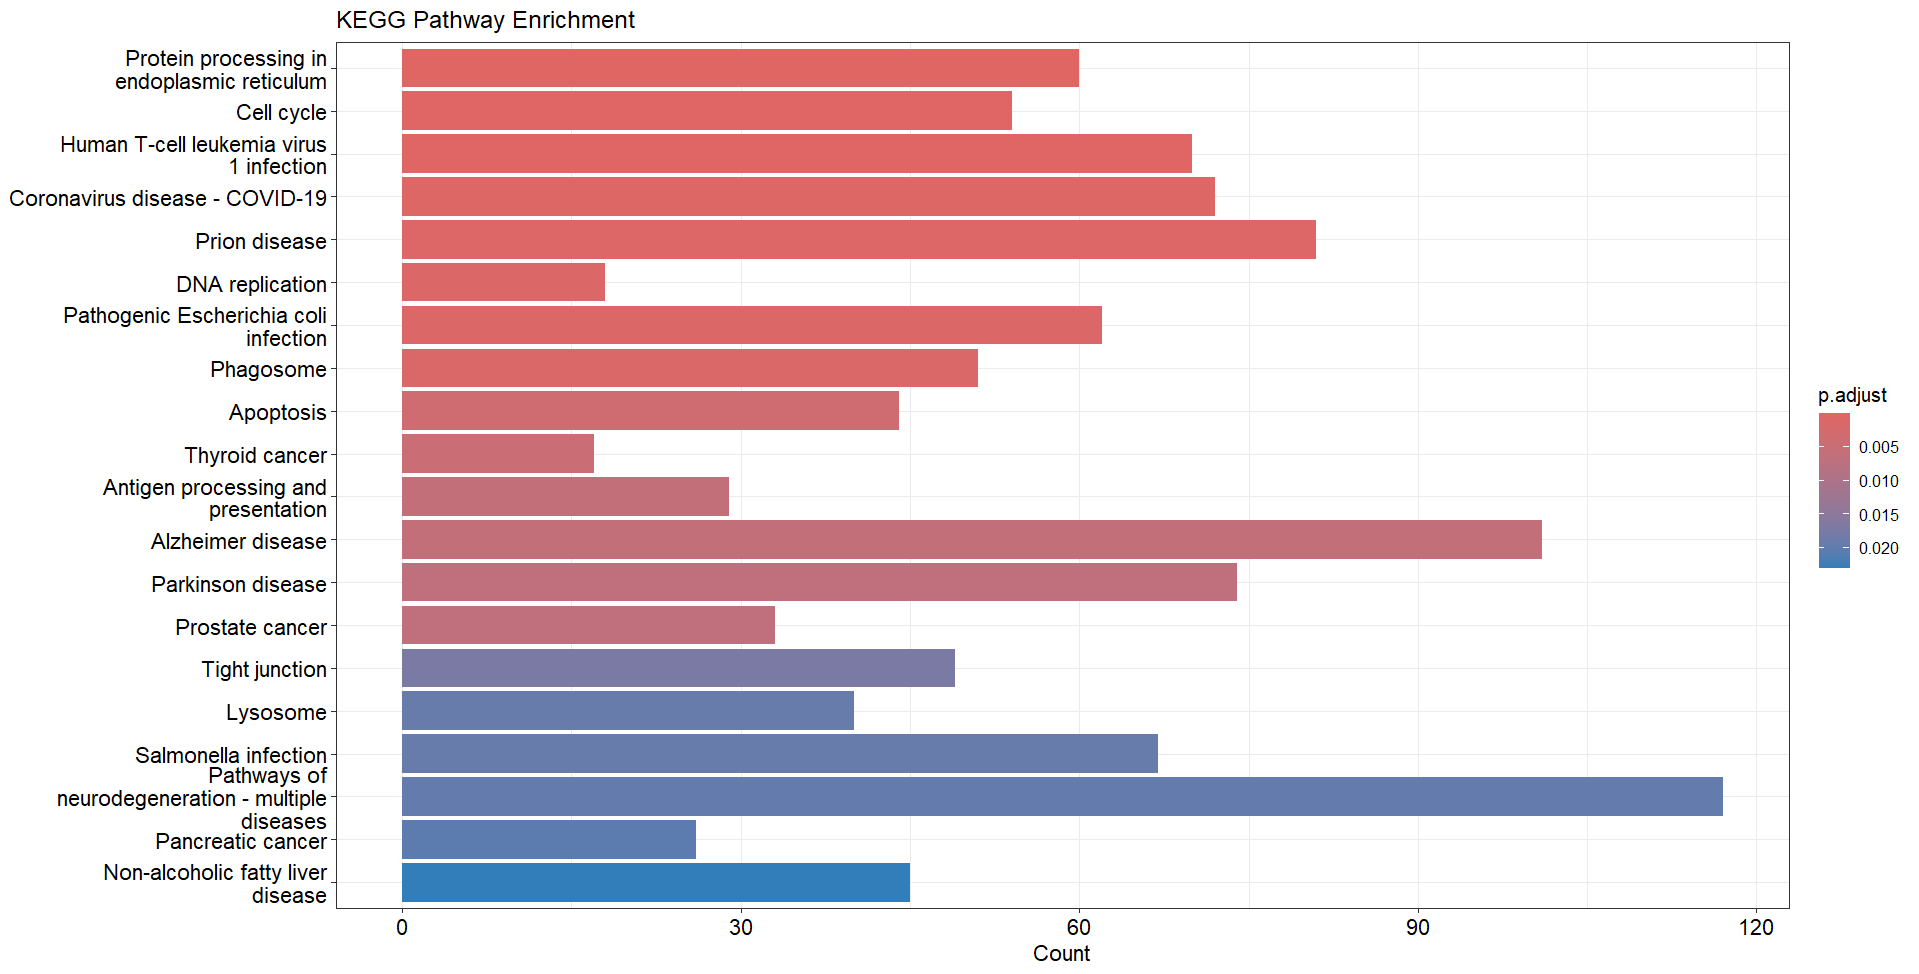 KEGG Pathway Enrichment
Protein processing in
endoplasmic reticulum
Cell cycle
Human T-cell leukemia virus
1 infection
Coronavirus disease - COVID-19
Prion disease
DNA replication
Pathogenic Escherichia coli
infection
Phagosome
Apoptosis
Thyroid cancer
Antigen processing and
presentation
Alzheimer disease
Parkinson disease
Prostate cancer
Tight junction
Lysosome
Salmonella infection
Pathways of
neurodegeneration - multiple
diseases
Pancreatic cancer
Non-alcoholic fatty liver
disease
0 30 60 90 120
Count
p.adjust
0.005
0.010
0.015
0.020